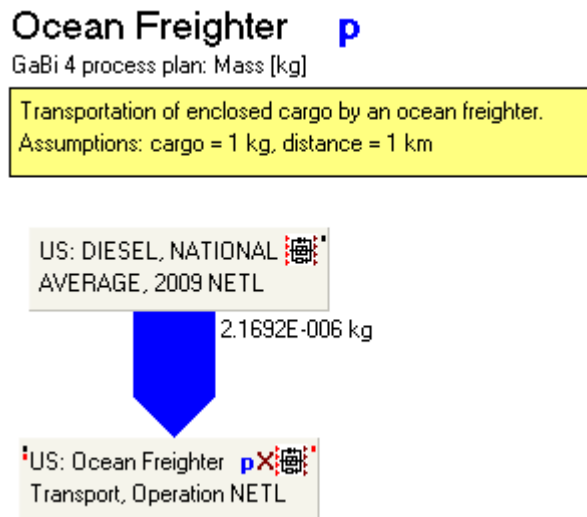 Ocean Freighter p
GaBi 4 process plan: Mass [kg]
Transportation of enclosed cargo by an ocean freighter.
Assumptions: cargo = 1 kg, distance = 1 km
US: DIESEL, NATIONAL
AVERAGE, 2009 NETL
2.1692E-006 kg
US: Ocean Freighter pX
Transport, Operation NETL